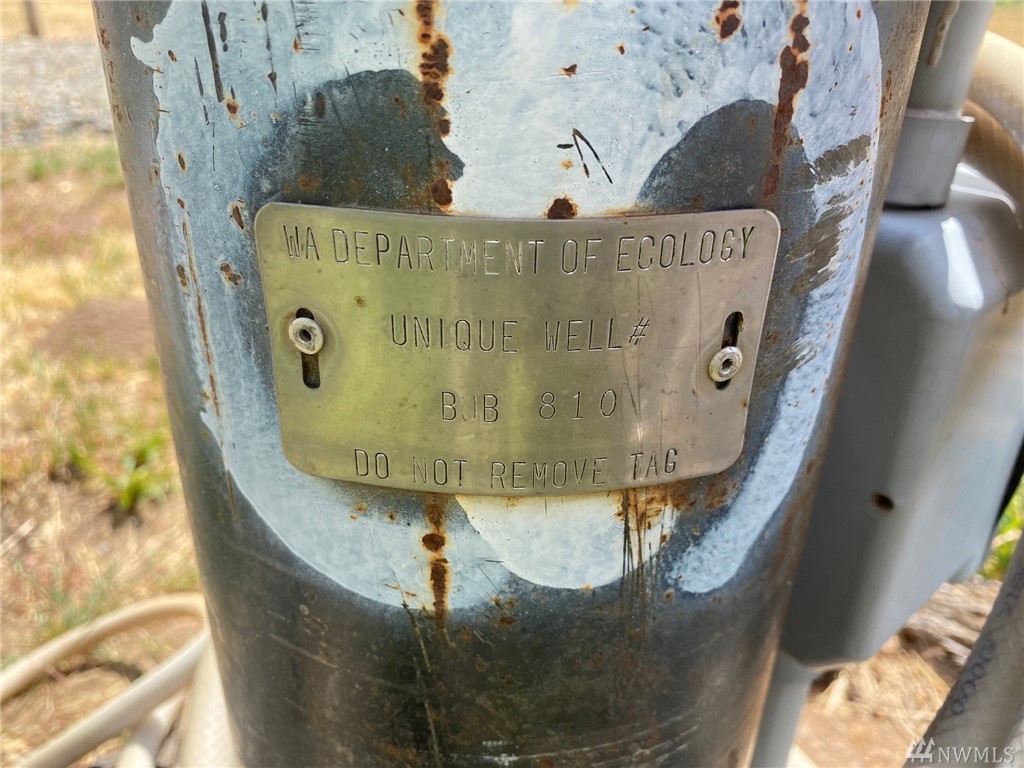 WA DEPARTMENT OF ECOLOGY
UNIQUE WELL#
BJB 810
DO NOT REMOVE TAG
NWMLS